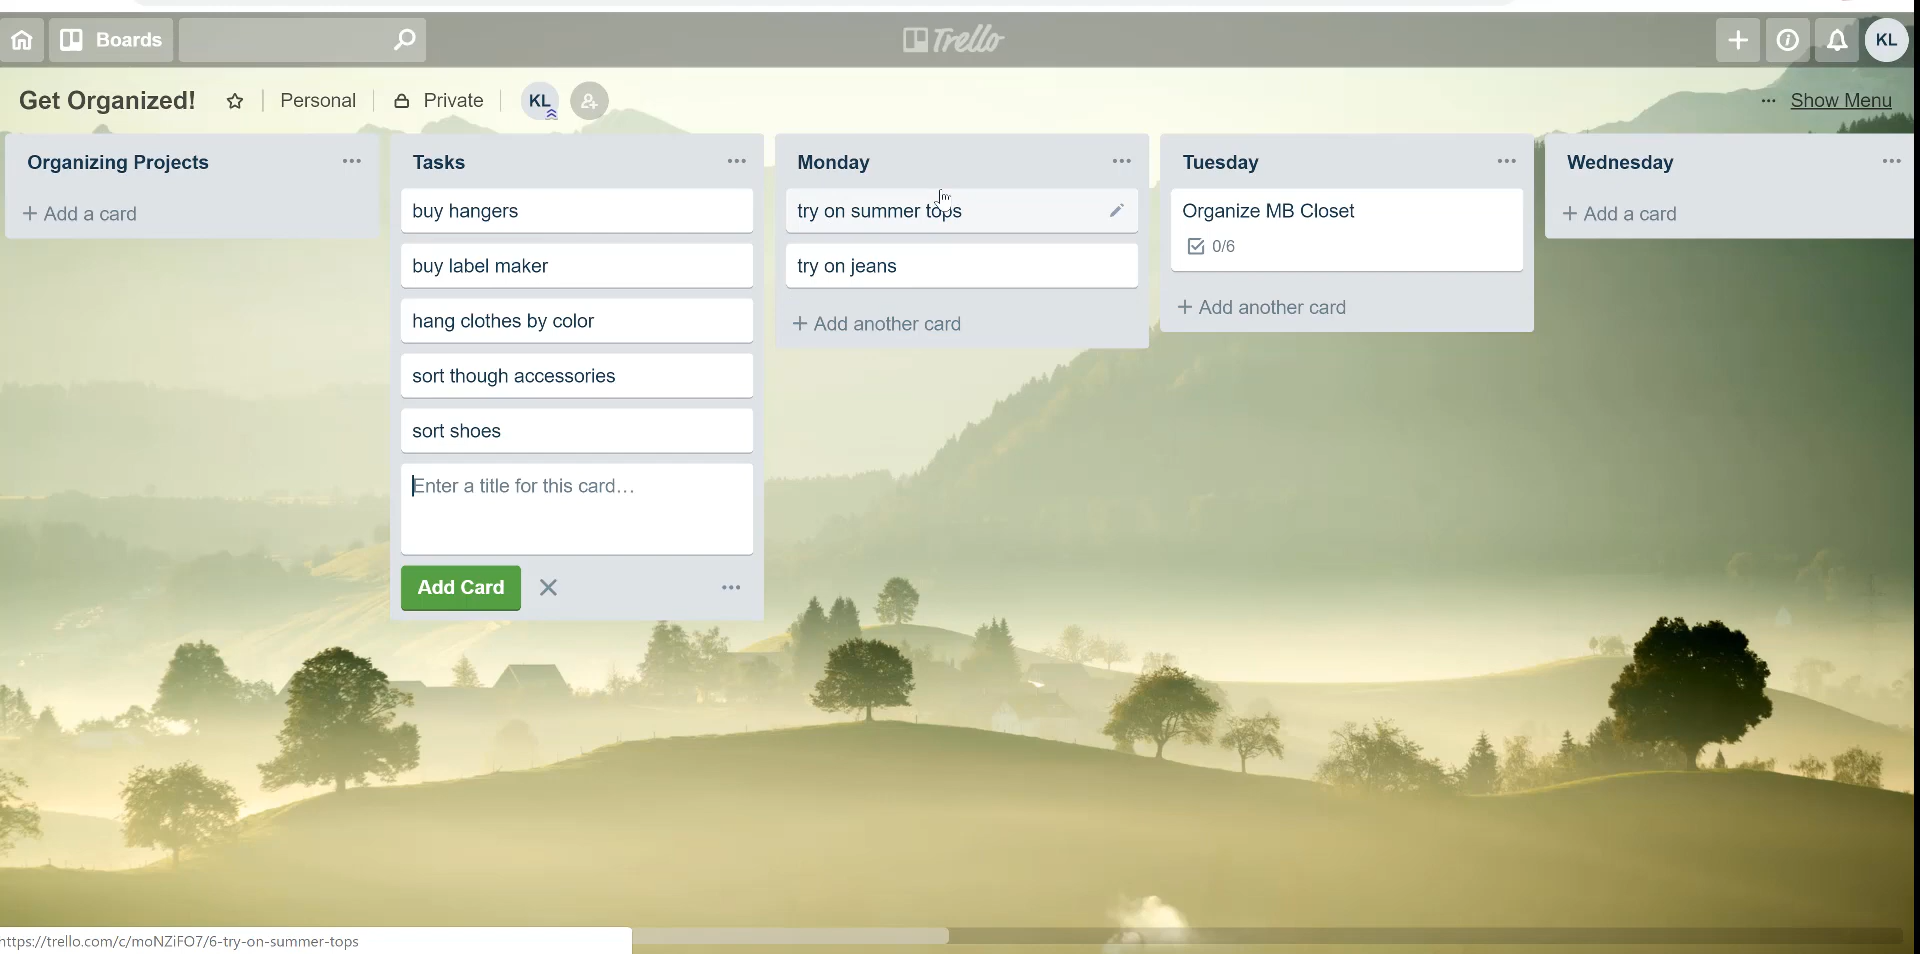 Boards
Trello
KL
Get Organized!
Personal
Private
KL
Show Menu
Organizing Projects
+ Add a card
Tasks
buy hangers
buy label maker
hang clothes by color
sort though accessories
sort shoes
Enter a title for this card…
Add Card
Monday
try on summer tops
try on jeans
+ Add another card
Tuesday
Organize MB Closet
0/6
+ Add another card
Wednesday
+ Add a card
https://trello.com/c/moNZiFO7/6-try-on-summer-tops